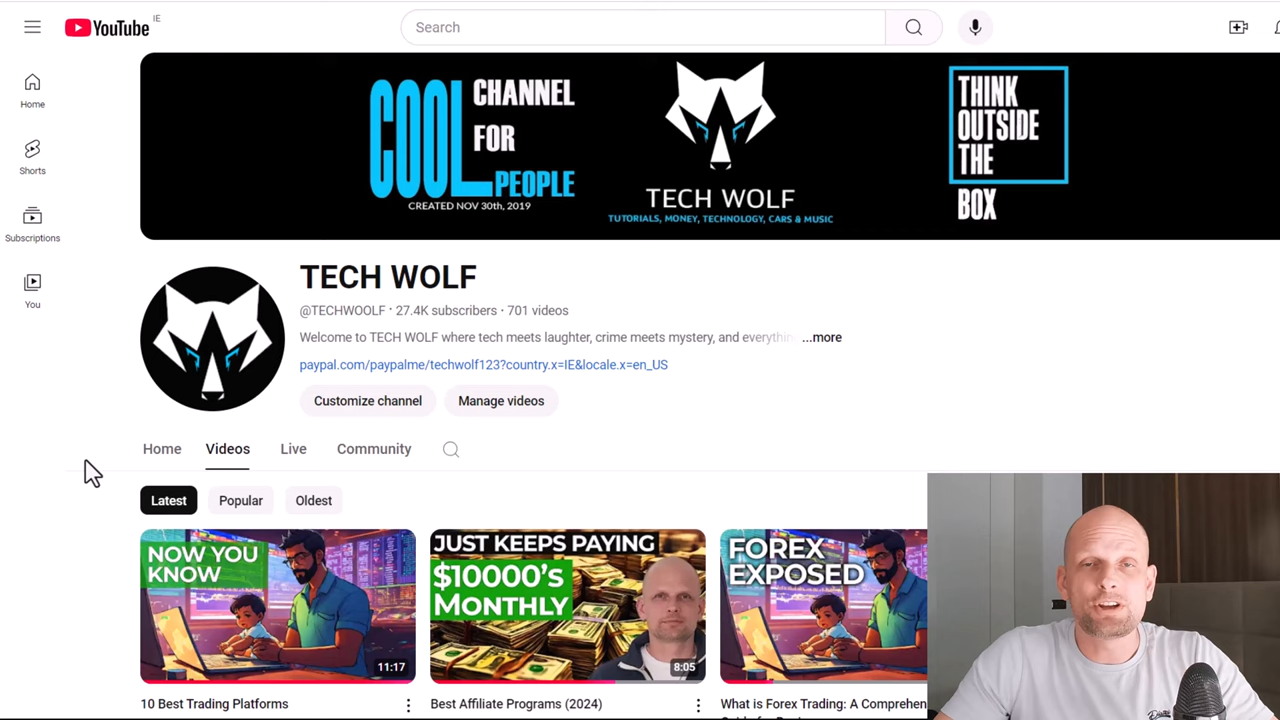 YouTube IE
Search
Home
Shorts
Subscriptions
You
COOL CHANNEL
FOR
PEOPLE
CREATED NOV 30th, 2019
TECH WOLF
TUTORIALS, MONEY, TECHNOLOGY, CARS & MUSIC
THINK
OUTSIDE
THE
BOX
TECH WOLF
@TECHWOOLF · 27.4K subscribers · 701 videos
Welcome to TECH WOLF where tech meets laughter, crime meets mystery, and everythin ...more
paypal.com/paypalme/techwolf123?country.x=IE&locale.x=en_US
Customize channel
Manage videos
Home Videos Live Community
Latest Popular Oldest
NOW YOU
KNOW
11:17
JUST KEEPS PAYING
$10000's
MONTHLY
8:05
FOREX
EXPOSED
10 Best Trading Platforms
Best Affiliate Programs (2024)
What is Forex Trading: A Comprehen